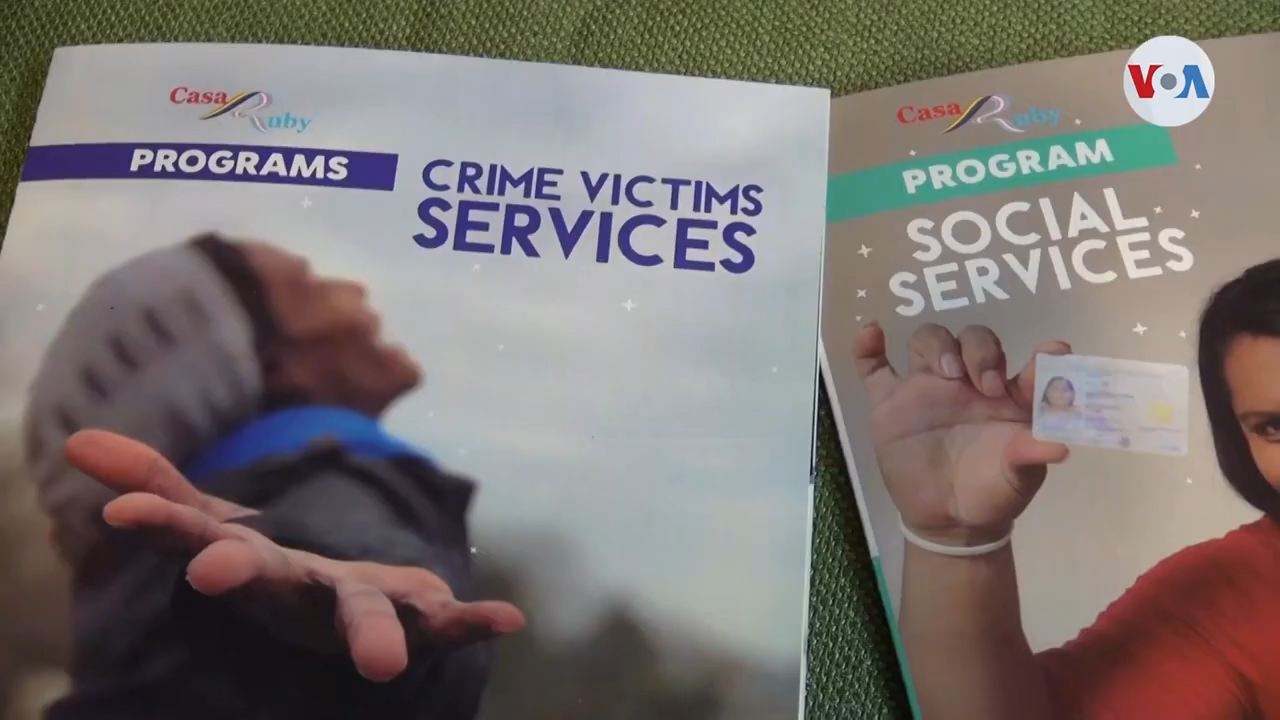 Casa Ruby
PROGRAMS
CRIME VICTIMS
SERVICES
Casa Ruby
PROGRAM
SOCIAL
SERVICES
VOA